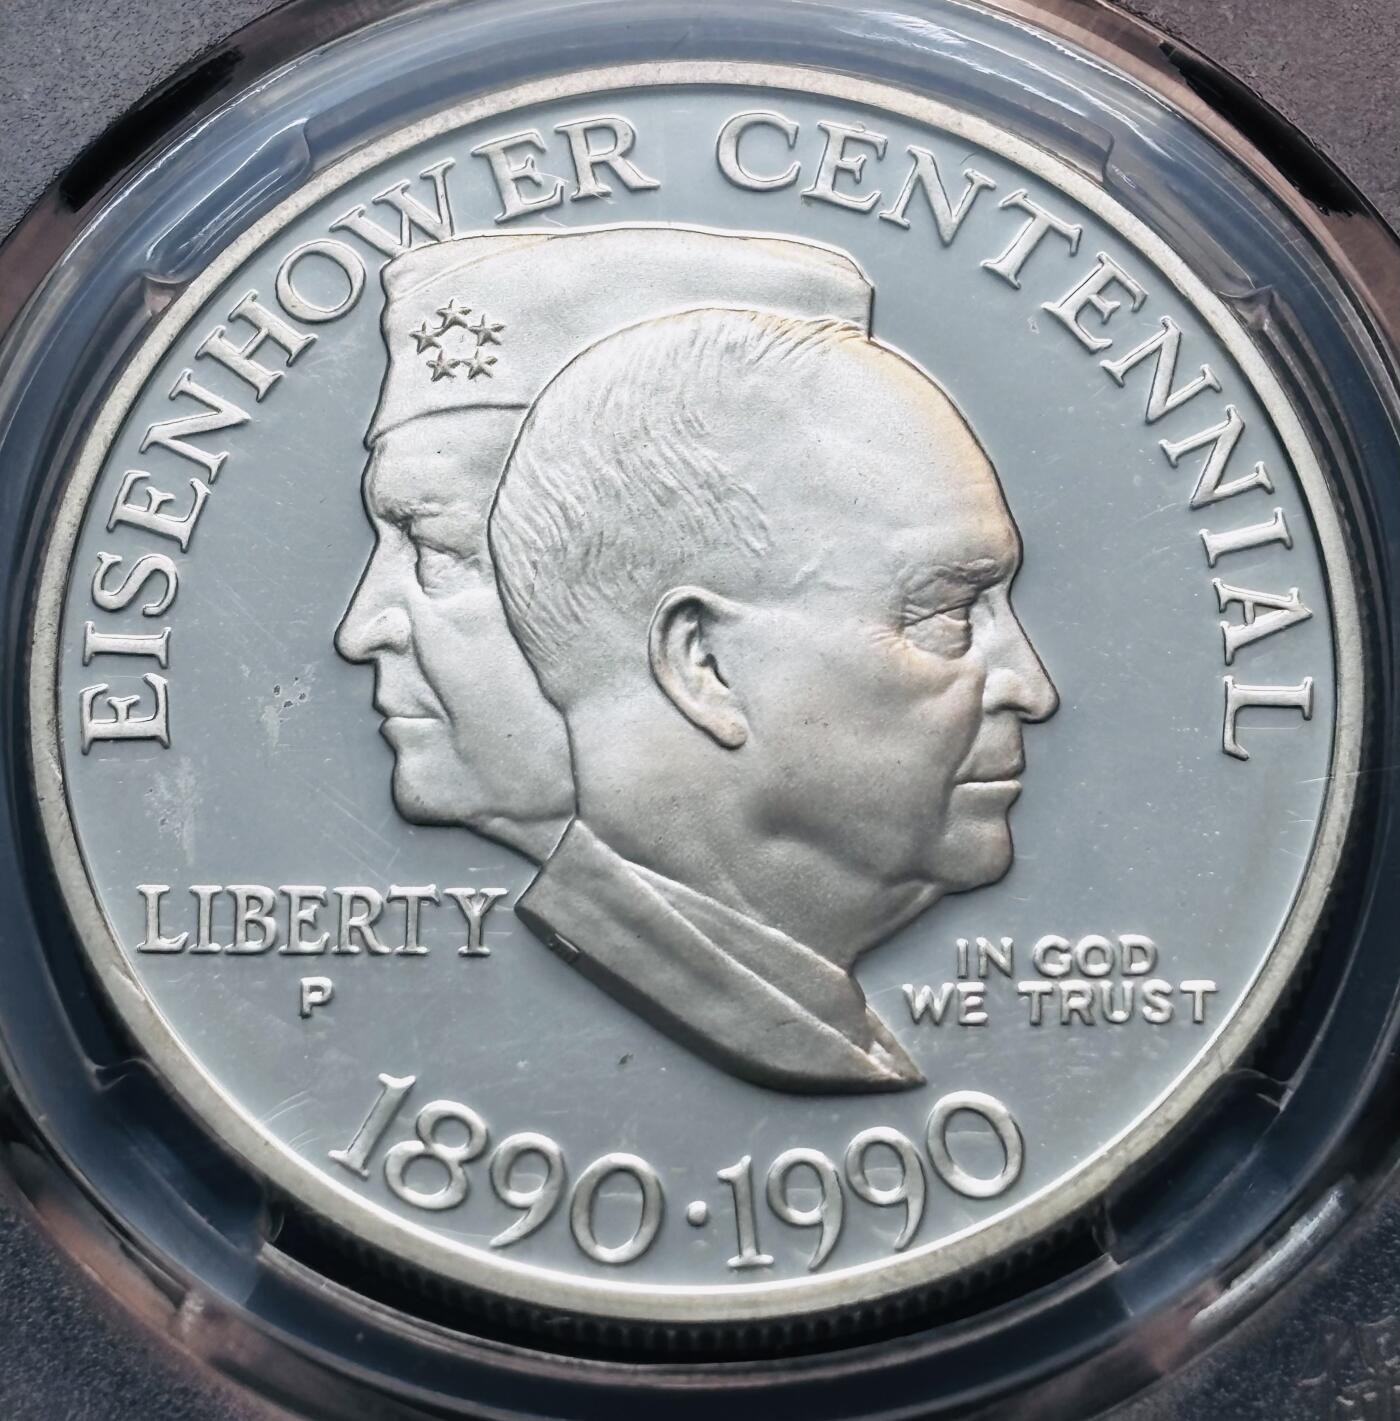 EISENHOWER CENTENNIAL
LIBERTY
P
IN GOD
WE TRUST
1890·1990